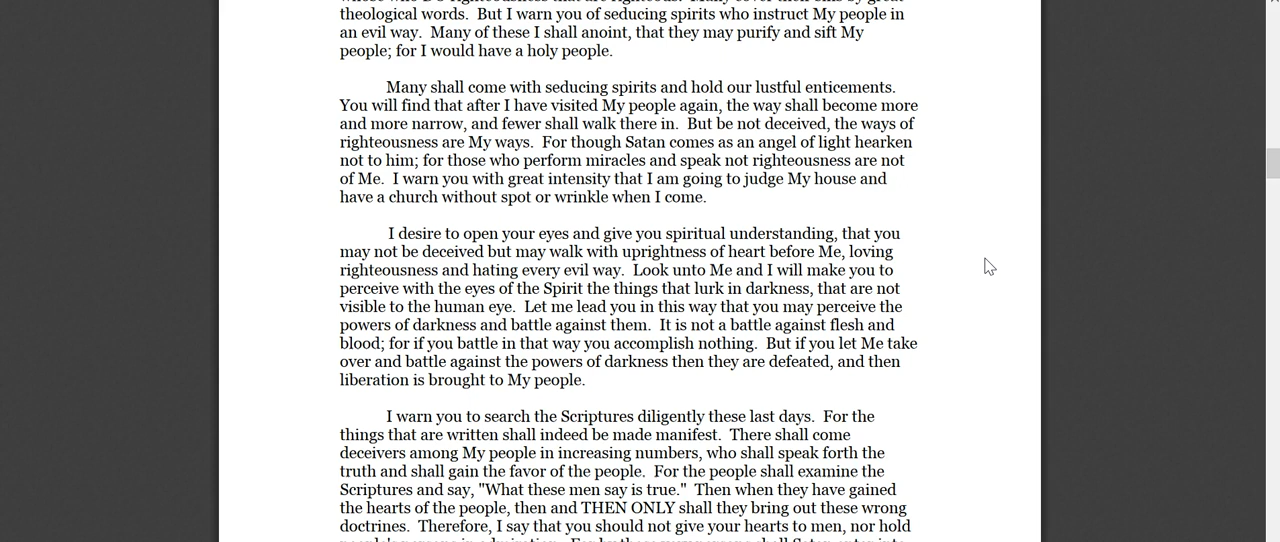 theological words.  But I warn you of seducing spirits who instruct My people in
an evil way.  Many of these I shall anoint, that they may purify and sift My
people; for I would have a holy people.
Many shall come with seducing spirits and hold our lustful enticements.
You will find that after I have visited My people again, the way shall become more
and more narrow, and fewer shall walk there in.  But be not deceived, the ways of
righteousness are My ways.  For though Satan comes as an angel of light hearken
not to him; for those who perform miracles and speak not righteousness are not
of Me.  I warn you with great intensity that I am going to judge My house and
have a church without spot or wrinkle when I come.
I desire to open your eyes and give you spiritual understanding, that you
may not be deceived but may walk with uprightness of heart before Me, loving
righteousness and hating every evil way.  Look unto Me and I will make you to
perceive with the eyes of the Spirit the things that lurk in darkness, that are not
visible to the human eye.  Let me lead you in this way that you may perceive the
powers of darkness and battle against them.  It is not a battle against flesh and
blood; for if you battle in that way you accomplish nothing.  But if you let Me take
over and battle against the powers of darkness then they are defeated, and then
liberation is brought to My people.
I warn you to search the Scriptures diligently these last days.  For the
things that are written shall indeed be made manifest.  There shall come
deceivers among My people in increasing numbers, who shall speak forth the
truth and shall gain the favor of the people.  For the people shall examine the
Scriptures and say, "What these men say is true."  Then when they have gained
the hearts of the people, then and THEN ONLY shall they bring out these wrong
doctrines.  Therefore, I say that you should not give your hearts to men, nor hold